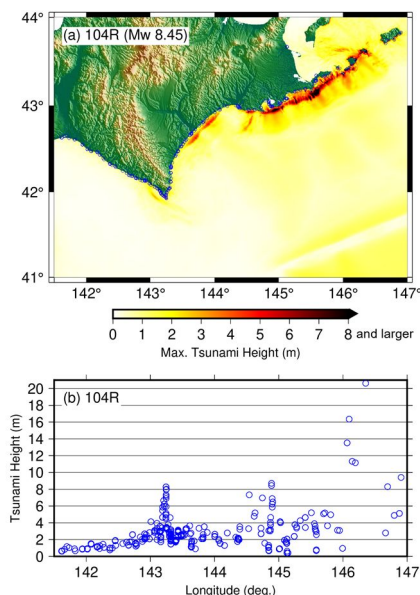 44°
(a) 104R (Mw 8.45)
43°
42°
41°
142° 143° 144° 145° 146° 147°
0 1 2 3 4 5 6 7 8 and larger
Max. Tsunami Height (m)
(b) 104R
20
18
16
14
12
10
8
6
4
2
0
Tsunami Height (m)
142 143 144 145 146 147
Longitude (deg.)